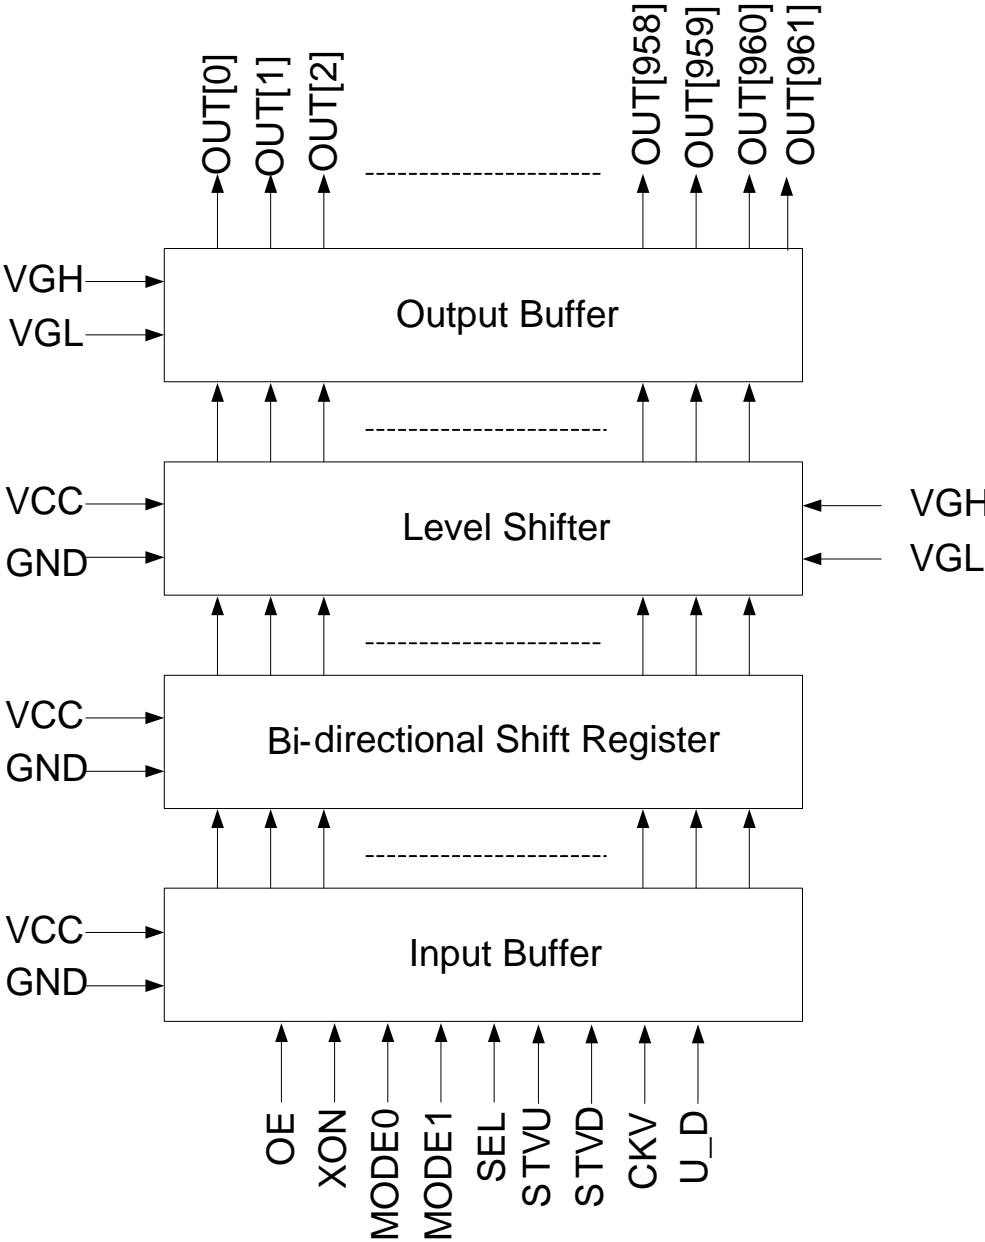 OUT[0]
OUT[1]
OUT[2]
OUT[958]
OUT[959]
OUT[960]
OUT[961]
VGH
VGL
Output Buffer
VCC
GND
Level Shifter
VGH
VGL
VCC
GND
Bi-directional Shift Register
VCC
GND
Input Buffer
OE
XON
MODE0
MODE1
SEL
STVU
STVD
CKV
U_D